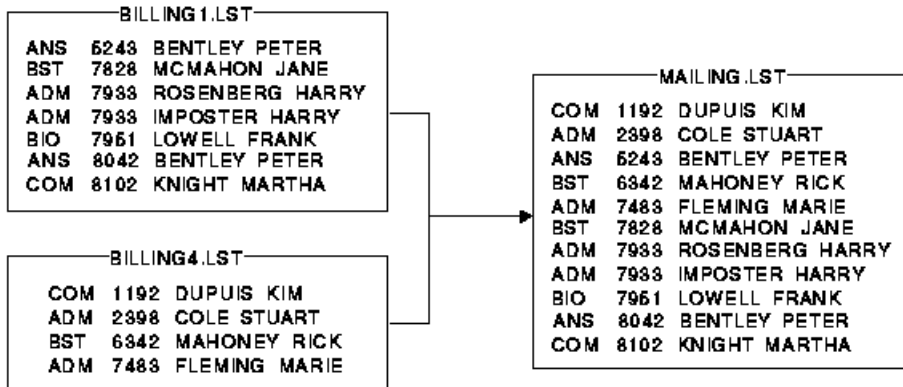 BILLING1.LST
ANS 5243 BENTLEY PETER
BST 7828 MCMAHON JANE
ADM 7933 ROSENBERG HARRY
ADM 7933 IMPOSTER HARRY
BIO 7951 LOWELL FRANK
ANS 8042 BENTLEY PETER
COM 8102 KNIGHT MARTHA
BILLING4.LST
COM 1192 DUPUIS KIM
ADM 2398 COLE STUART
BST 6342 MAHONEY RICK
ADM 7483 FLEMING MARIE
MAILING.LST
COM 1192 DUPUIS KIM
ADM 2398 COLE STUART
ANS 5243 BENTLEY PETER
BST 6342 MAHONEY RICK
ADM 7483 FLEMING MARIE
BST 7828 MCMAHON JANE
ADM 7933 ROSENBERG HARRY
ADM 7933 IMPOSTER HARRY
BIO 7951 LOWELL FRANK
ANS 8042 BENTLEY PETER
COM 8102 KNIGHT MARTHA